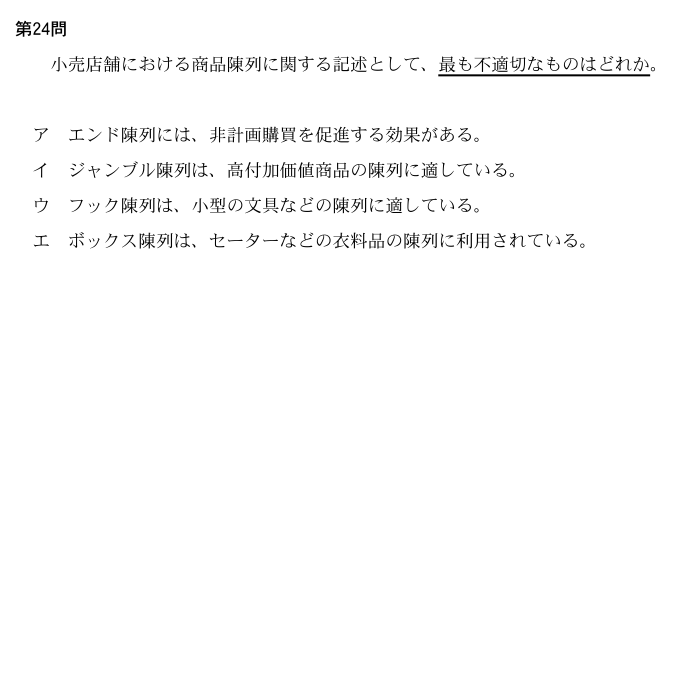 第24問
小売店舗における商品陳列に関する記述として、最も不適切なものはどれか。
ア　エンド陳列には、非計画購買を促進する効果がある。
イ　ジャンブル陳列は、高付加価値商品の陳列に適している。
ウ　フック陳列は、小型の文具などの陳列に適している。
エ　ボックス陳列は、セーターなどの衣料品の陳列に利用されている。